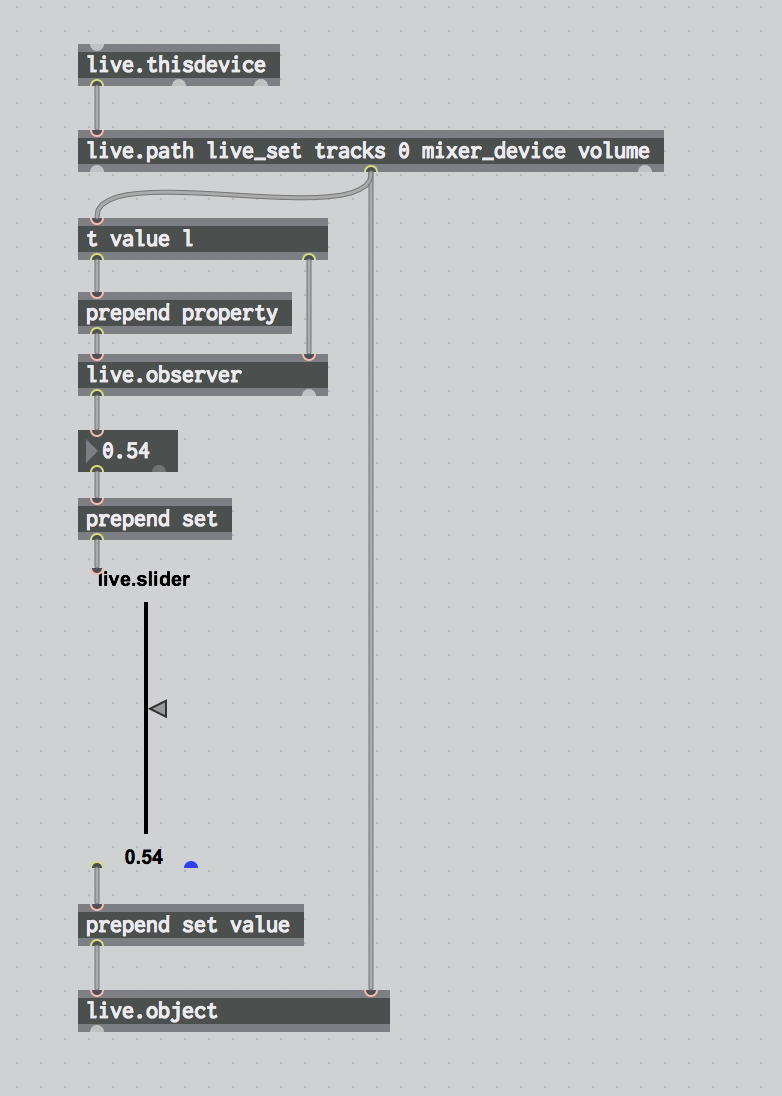 live.thisdevice
live.path live_set tracks 0 mixer_device volume
t value l
prepend property
live.observer
0.54
prepend set
live.slider
0.54
prepend set value
live.object